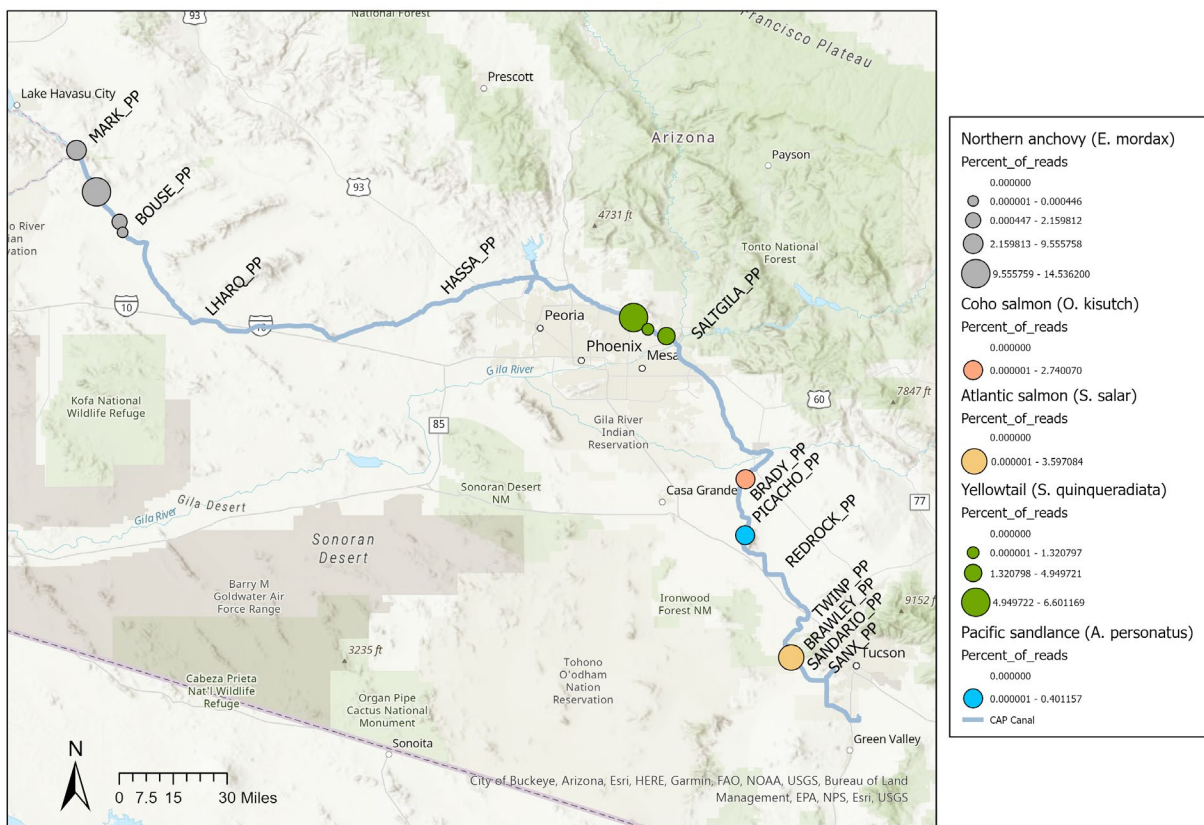 National Forest
93
Francisco Plateau
Prescott
Lake Havasu City
MARK_PP
Arizona
Payson
93
BOUSE_PP
4731 ft
o River
ian
ervation
Tonto National
Forest
HASSA_PP
LHARQ_PP
SALTGILA_PP
10
10
Peoria
Phoenix
Mesa
Gila River
7847 ft
Kofa National
Wildlife Refuge
60
85
Gila River
Indian
Reservation
BRADY_PP
PICACHO_PP
Sonoran Desert
NM
Casa Grande
77
Gila River
Gila Desert
REDROCK_PP
Sonoran
Desert
Barry M
Goldwater Air
Force Range
Ironwood
Forest NM
TWINP_PP
BRAWLEY_PP
SANDARIO_PP
SANX_PP
9152 ft
3235 ft
Tucson
Cabeza Prieta
Nat'l Wildlife
Refuge
Tohono
O'odham
Nation
Reservation
Organ Pipe
Cactus National
Monument
Sonoita
Green Valley
N
0 7.5 15 30 Miles
City of Buckeye, Arizona, Esri, HERE, Garmin, FAO, NOAA, USGS, Bureau of Land
Management, EPA, NPS, Esri, USGS
Northern anchovy (E. mordax)
Percent_of_reads
0.000000
0.000001 - 0.000446
0.000447 - 2.159812
2.159813 - 9.555758
9.555759 - 14.536200
Coho salmon (O. kisutch)
Percent_of_reads
0.000000
0.000001 - 2.740070
Atlantic salmon (S. salar)
Percent_of_reads
0.000000
0.000001 - 3.597084
Yellowtail (S. quinqueradiata)
Percent_of_reads
0.000000
0.000001 - 1.320797
1.320798 - 4.949721
4.949722 - 6.601169
Pacific sandlance (A. personatus)
Percent_of_reads
0.000000
0.000001 - 0.401157
CAP Canal